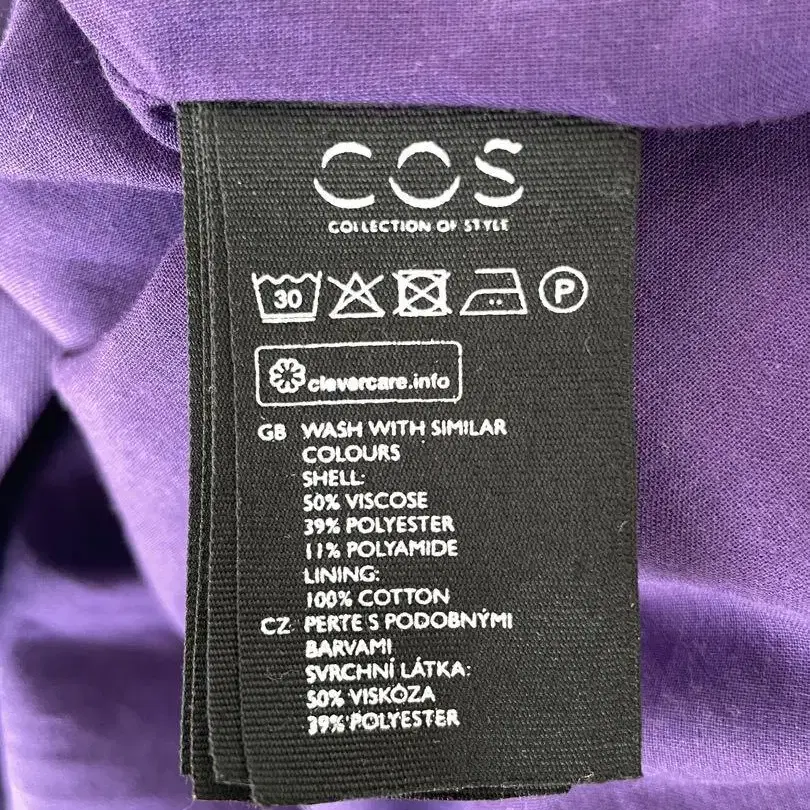 COS
COLLECTION OF STYLE
30
P
clevercare.info
GB WASH WITH SIMILAR
COLOURS
SHELL:
50% VISCOSE
39% POLYESTER
11% POLYAMIDE
LINING:
100% COTTON
CZ PERTE S PODOBNÝMI
BARVAMI
SVRCHNÍ LÁTKA:
50% VISKÓZA
39% POLYESTER